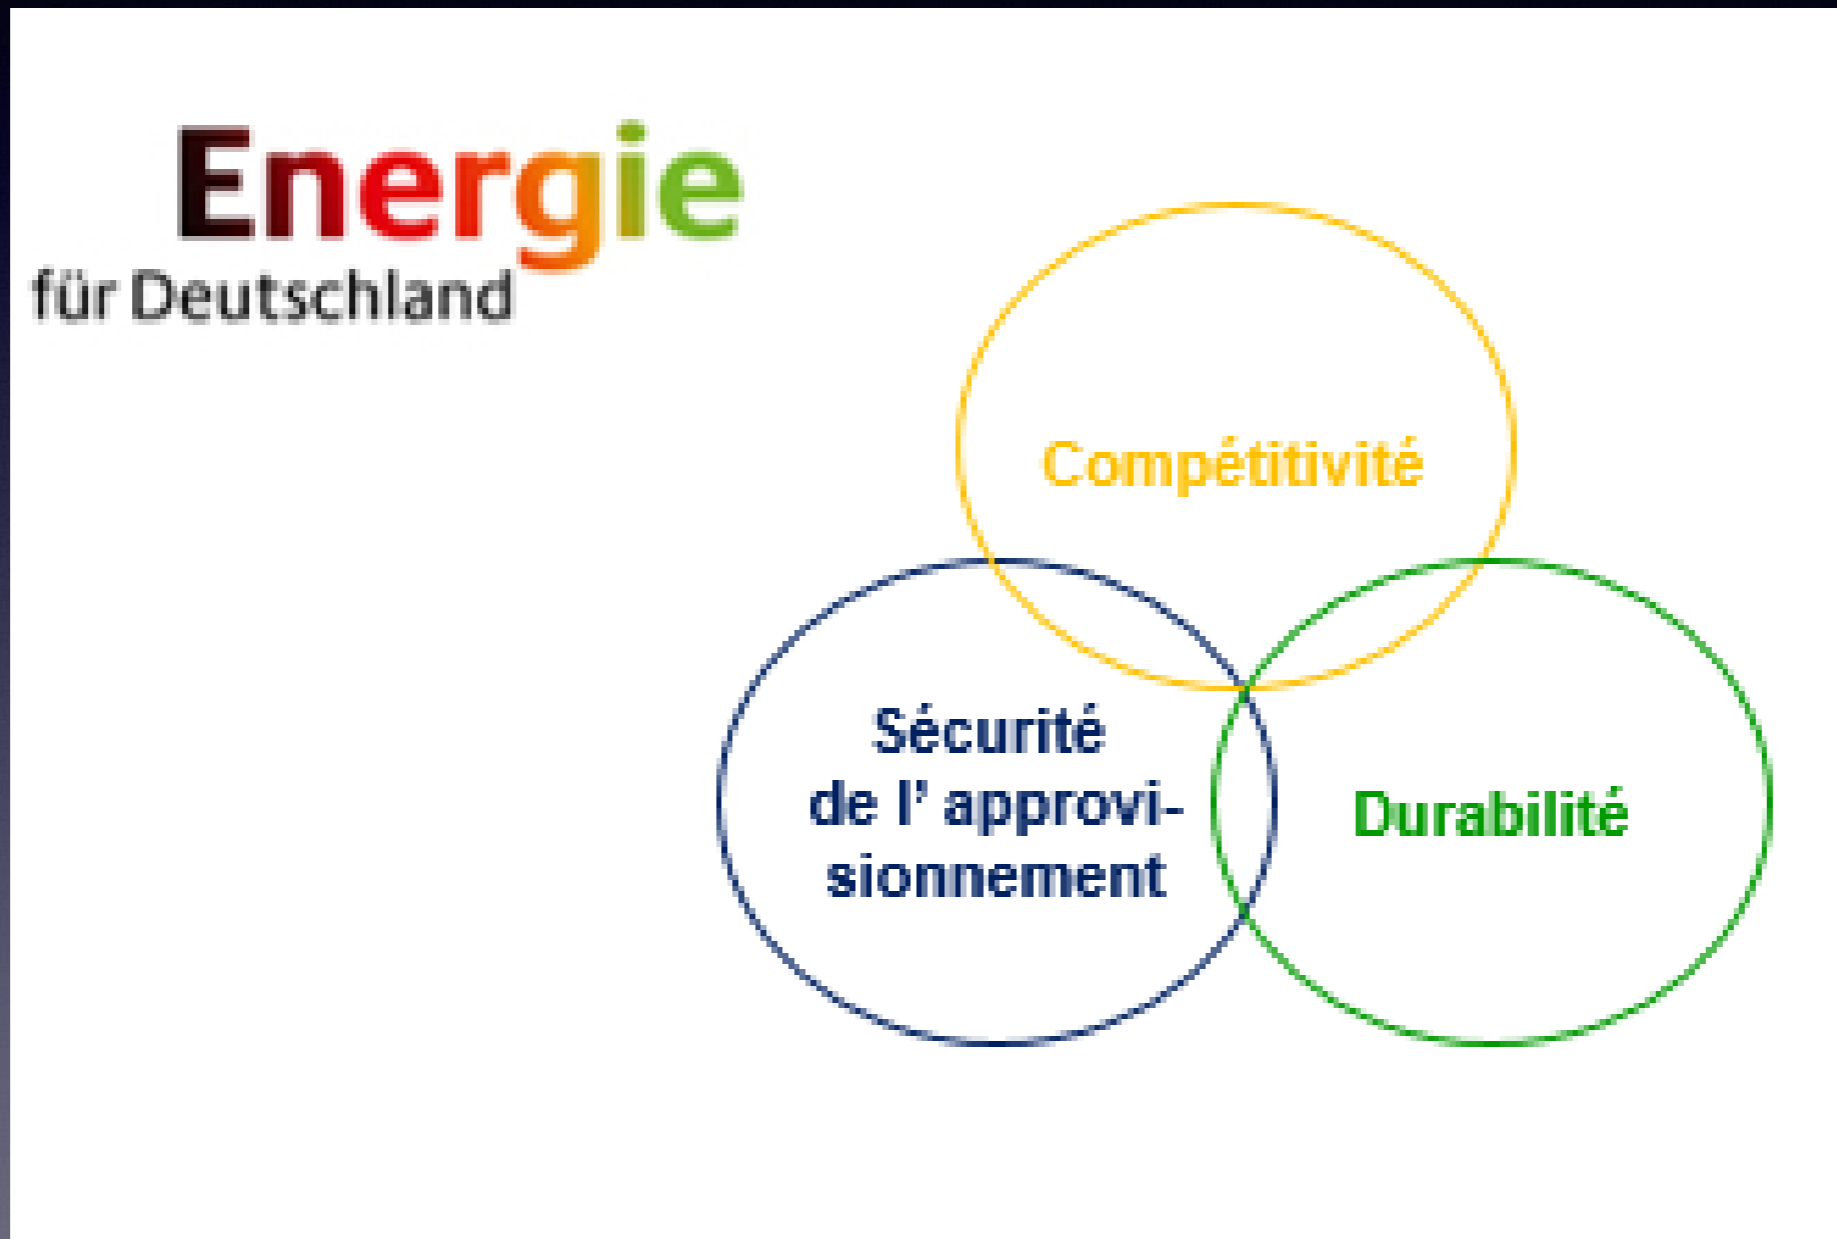 Energie
für Deutschland
Compétitivité
Sécurité
de l’ approvi-
sionnement
Durabilité